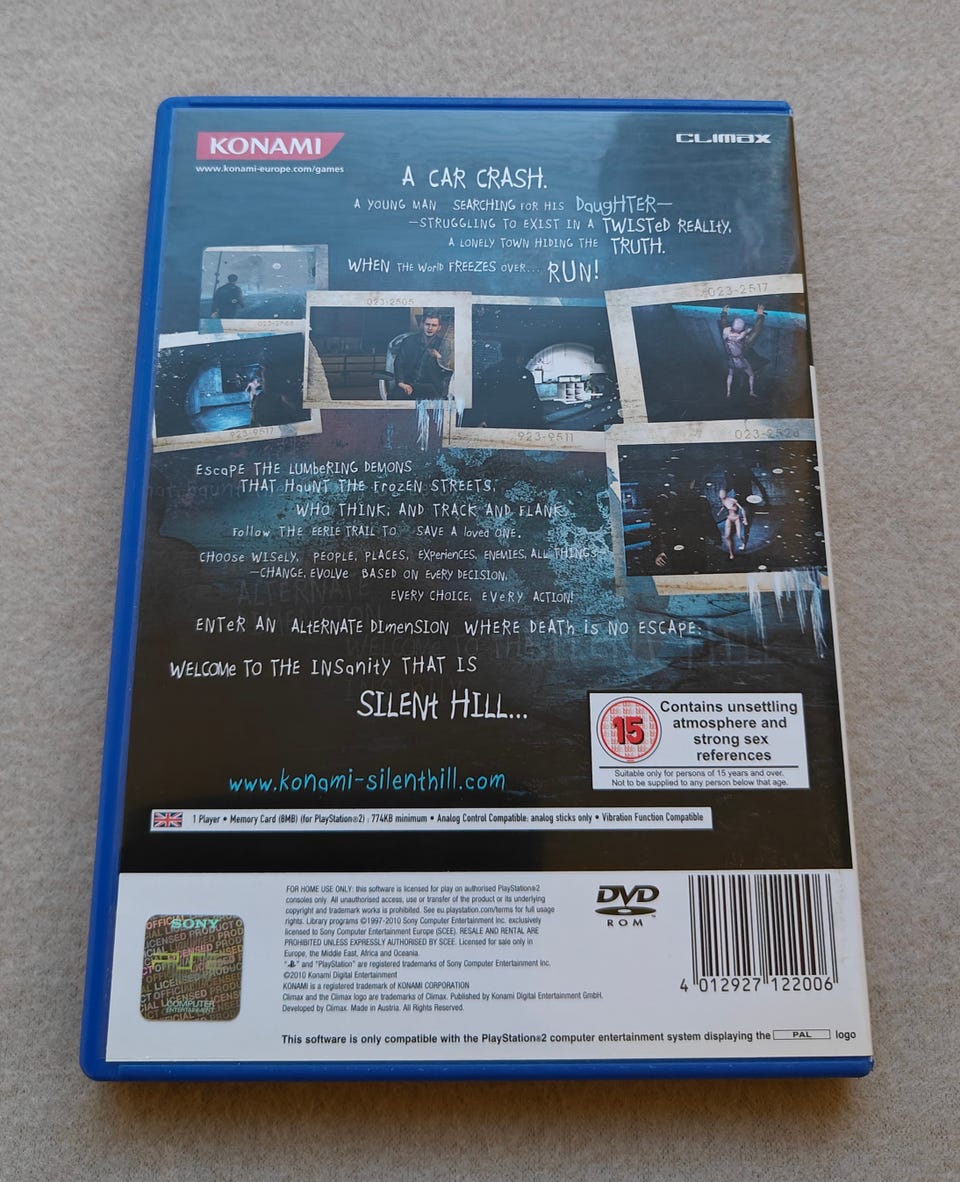 KONAMI
www.konami-europe.com/games
CLIMAX
A CAR CRASH.
A YOUNG MAN SEARCHING FOR HIS DaugHTER—
—STRUGGLING TO EXIST IN A TWISTeD REALITY,
A LONELY TOWN HIDING THE TRUTH.
WHEN THE World FREEZES OVER... RUN!
023-2505
023-2517
023-9517
923-9511
Escape THE LUMBeRING DEMONS
THAT HauNT THE FrozeN STREETS,
WHO THINK, AND TRACK AND FLANK.
Follow THE EERIE TRAIL TO SAVE A loved ONE.
CHOOSE WISELY, PEOPLE, PLACES, EXPeRIENCES, ENEMIES, ALL THINGS
—CHANGE, EVOLVe BASED ON EVERY DECISION,
EVERY CHOICE, EVeRY ACTION!
ENTeR AN ALtERNATE DImeNSION WHERE DEATh iS NO ESCAPE:
WELCOMe TO THE INSanitY THAT IS
SILENt HILL...
15
Contains unsettling
atmosphere and
strong sex
references
Suitable only for persons of 15 years and over.
Not to be supplied to any person below that age.
www.konami-silenthill.com
1 Player • Memory Card (8MB) (for PlayStation®2) : 774KB minimum • Analog Control Compatible: analog sticks only • Vibration Function Compatible
FOR HOME USE ONLY: this software is licensed for play on authorised PlayStation®2
consoles only. All unauthorised access, use or transfer of the product or its underlying
copyright and trademark works is prohibited. See eu.playstation.com/terms for full usage
rights. Library programs ©1997-2010 Sony Computer Entertainment Inc. exclusively
licensed to Sony Computer Entertainment Europe (SCEE). RESALE AND RENTAL ARE
PROHIBITED UNLESS EXPRESSLY AUTHORISED BY SCEE. Licensed for sale only in
Europe, the Middle East, Africa and Oceania.
" " and "PlayStation" are registered trademarks of Sony Computer Entertainment Inc.
©2010 Konami Digital Entertainment
KONAMI is a registered trademark of KONAMI CORPORATION
Climax and the Climax logo are trademarks of Climax. Published by Konami Digital Entertainment GmbH.
Developed by Climax. Made in Austria. All Rights Reserved.
SONY
COMPUTER
ENTERTAINMENT
DVD
ROM
4 012927 122006
This software is only compatible with the PlayStation®2 computer entertainment system displaying the PAL logo